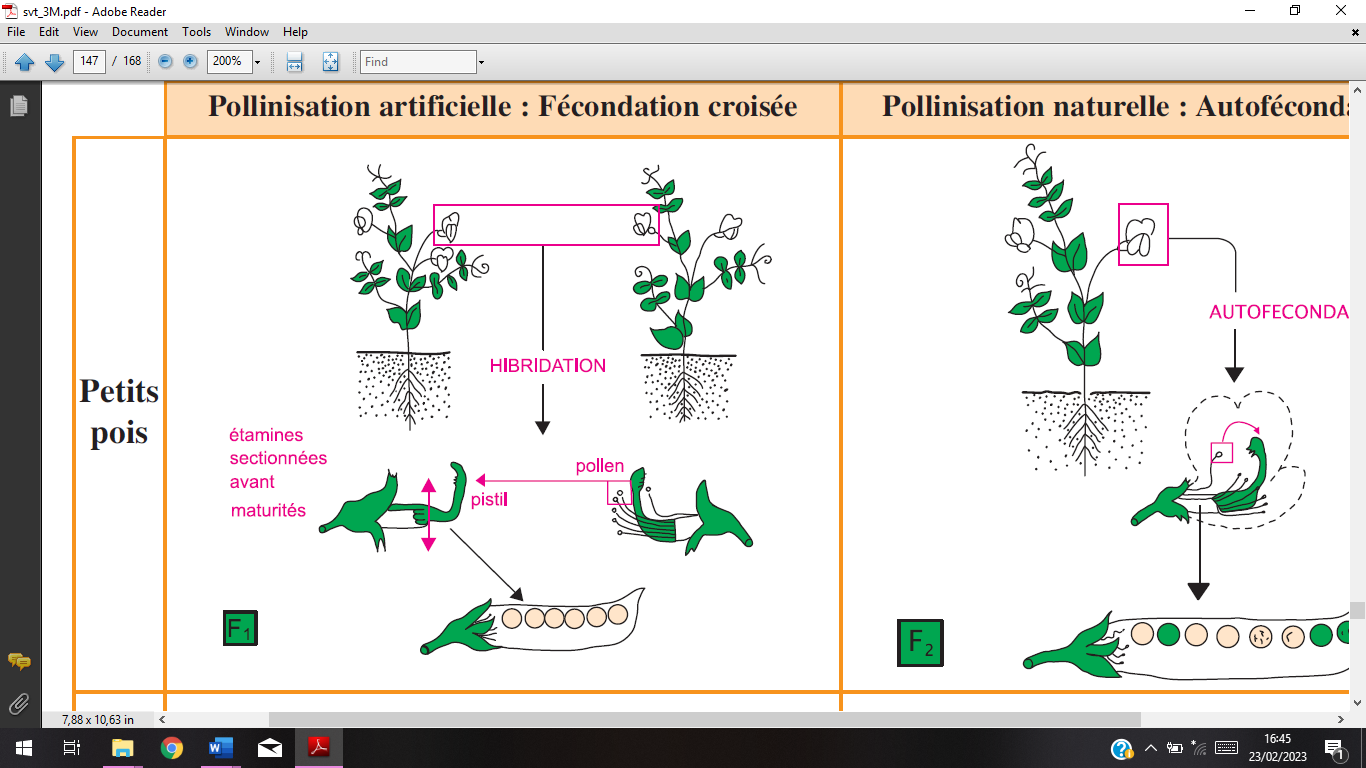 svt_3M.pdf - Adobe Reader
File Edit View Document Tools Window Help
147 / 168 200% Find
Pollinisation artificielle : Fécondation croisée
Pollinisation naturelle : Autoféconda
Petits
pois
HIBRIDATION
étamines
sectionnées
avant
maturités
pollen
pistil
F1
AUTOFECONDA
F2
7,88 x 10,63 in
16:45
23/02/2023
1